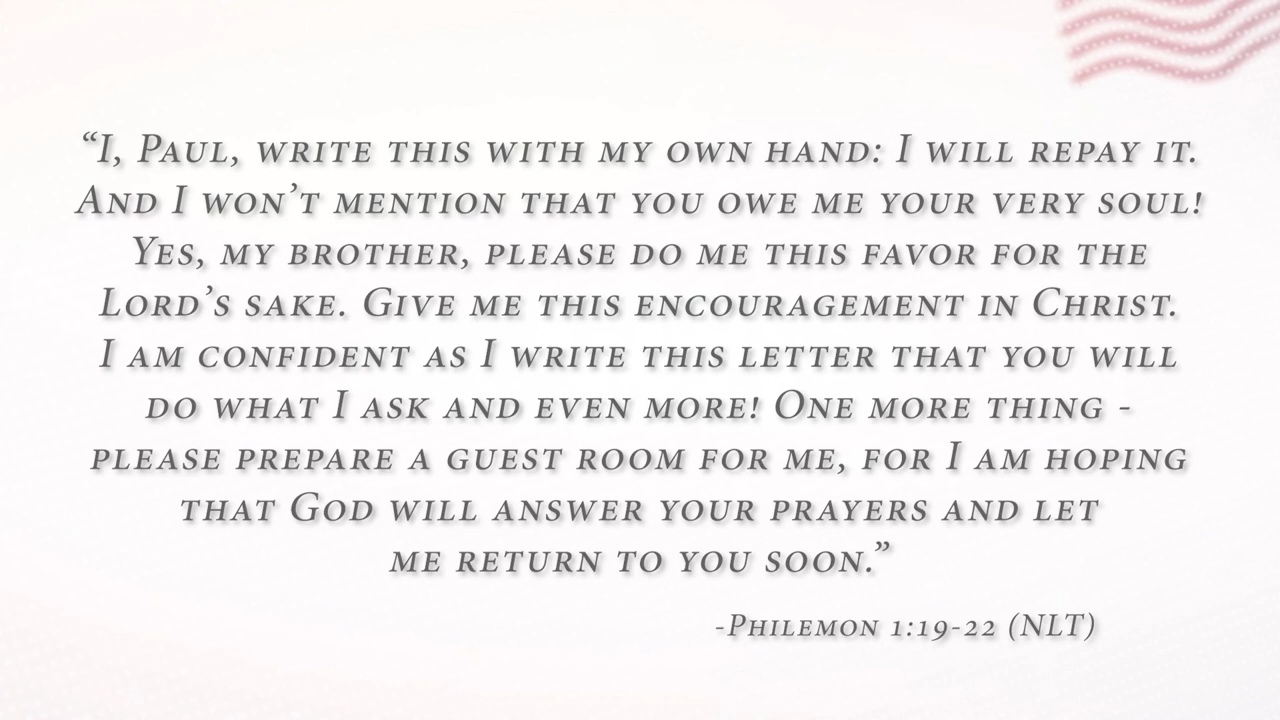 “I, Paul, write this with my own hand: I will repay it.
And I won’t mention that you owe me your very soul!
Yes, my brother, please do me this favor for the
Lord’s sake. Give me this encouragement in Christ.
I am confident as I write this letter that you will
do what I ask and even more! One more thing -
please prepare a guest room for me, for I am hoping
that God will answer your prayers and let
me return to you soon.”
-Philemon 1:19-22 (NLT)